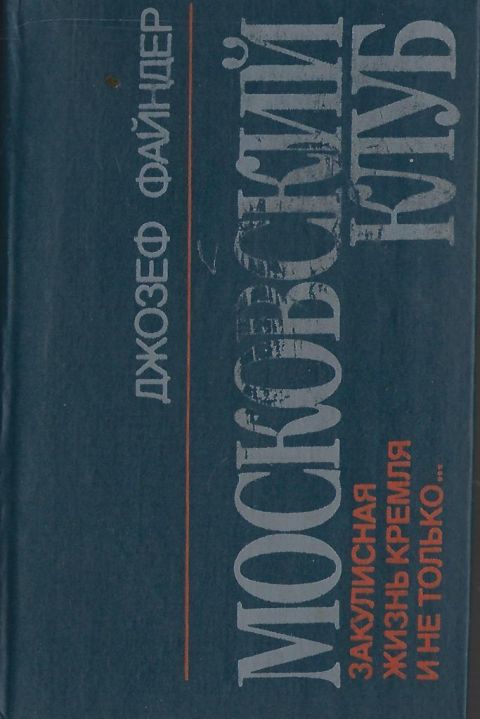 ДЖОЗЕФ ФАЙНДЕР
МОСКОВСКИЙ
КЛУБ
ЗАКУЛИСНАЯ
ЖИЗНЬ КРЕМЛЯ
И НЕ ТОЛЬКО...